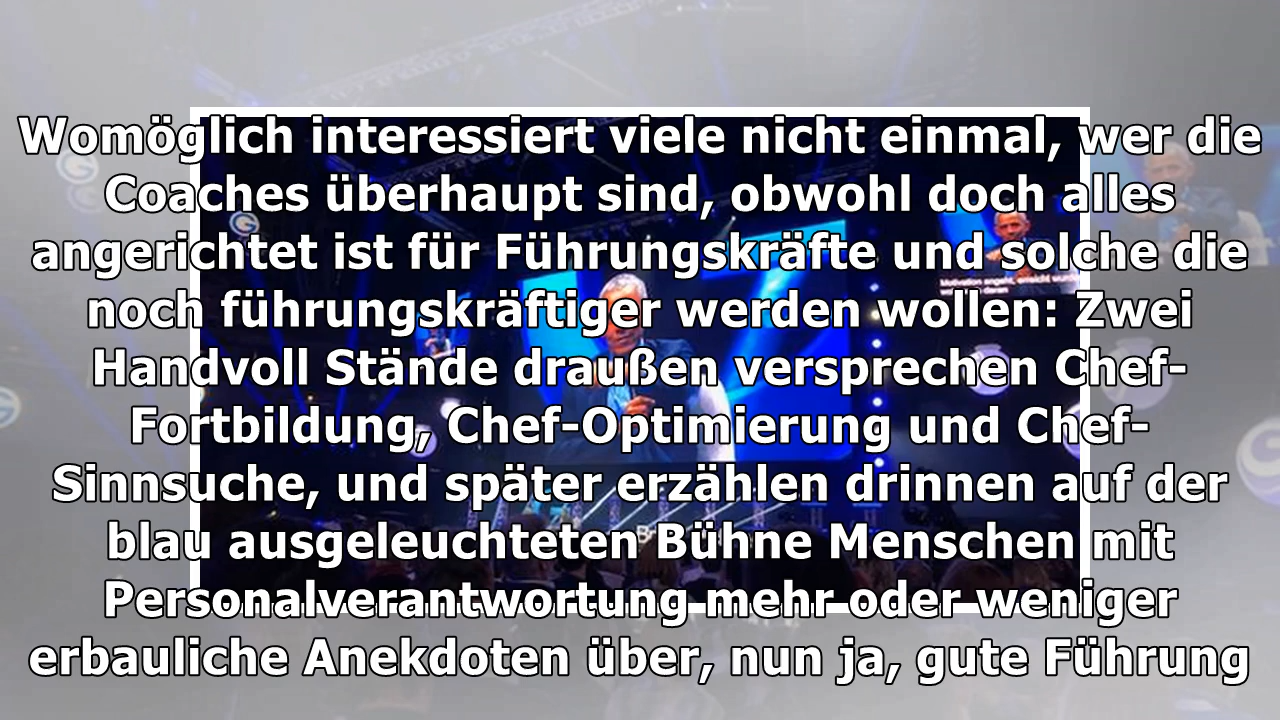 Womöglich interessiert viele nicht einmal, wer die
Coaches überhaupt sind, obwohl doch alles
angerichtet ist für Führungskräfte und solche die
noch führungskräftiger werden wollen: Zwei
Handvoll Stände draußen versprechen Chef-
Fortbildung, Chef-Optimierung und Chef-
Sinnsuche, und später erzählen drinnen auf der
blau ausgeleuchteten Bühne Menschen mit
Personalverantwortung mehr oder weniger
erbauliche Anekdoten über, nun ja, gute Führung
Motivation angeht, erreicht